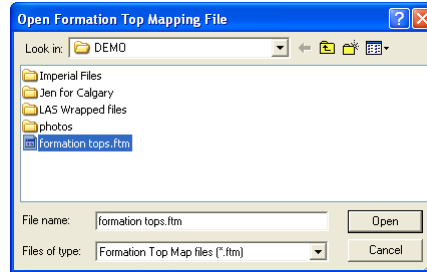 Open Formation Top Mapping File
Look in: DEMO
Imperial Files
Jen for Calgary
LAS Wrapped files
photos
formation tops.ftm
File name: formation tops.ftm Open
Files of type: Formation Top Map files (*.ftm) Cancel